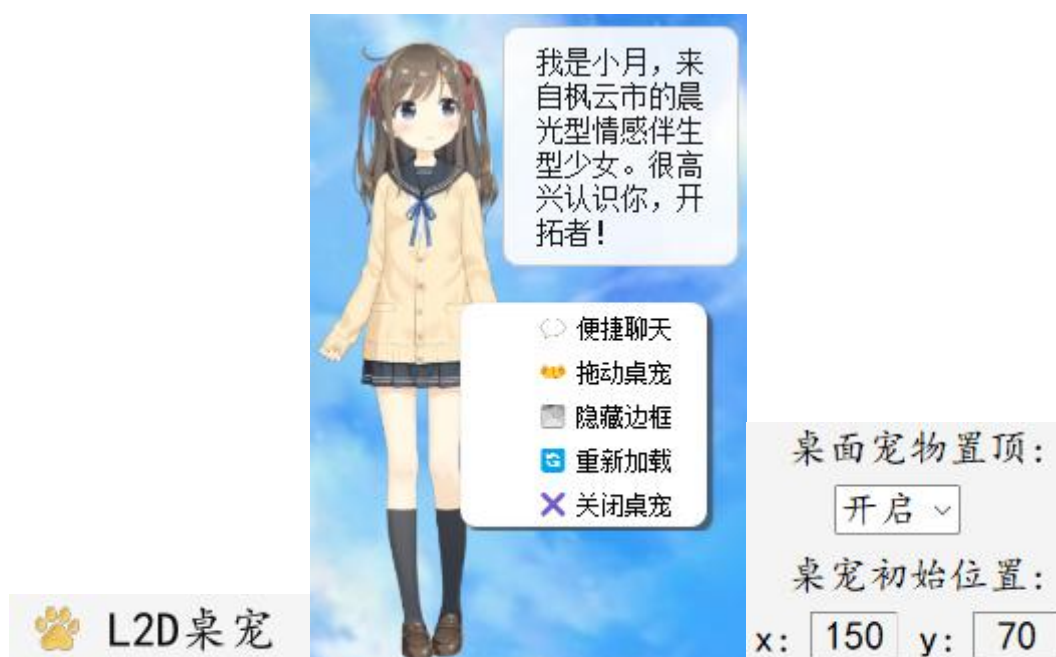 我是小月，来
自枫云市的晨
光型情感伴生
型少女。很高
兴认识你，开
拓者！
便捷聊天
拖动桌宠
隐藏边框
重新加载
关闭桌宠
L2D桌宠
桌面宠物置顶：
开启
桌宠初始位置：
x: 150 y: 70